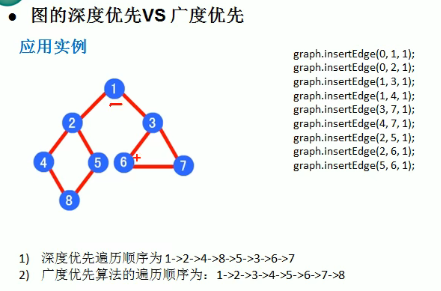 ● 图的深度优先VS 广度优先
应用实例
graph.insertEdge(0, 1, 1);
graph.insertEdge(0, 2, 1);
graph.insertEdge(1, 3, 1);
graph.insertEdge(1, 4, 1);
graph.insertEdge(3, 7, 1);
graph.insertEdge(4, 7, 1);
graph.insertEdge(2, 5, 1);
graph.insertEdge(2, 6, 1);
graph.insertEdge(5, 6, 1);
1
2
3
4
5
6
7
8
1) 深度优先遍历顺序为 1->2->4->8->5->3->6->7
2) 广度优先算法的遍历顺序为：1->2->3->4->5->6->7->8